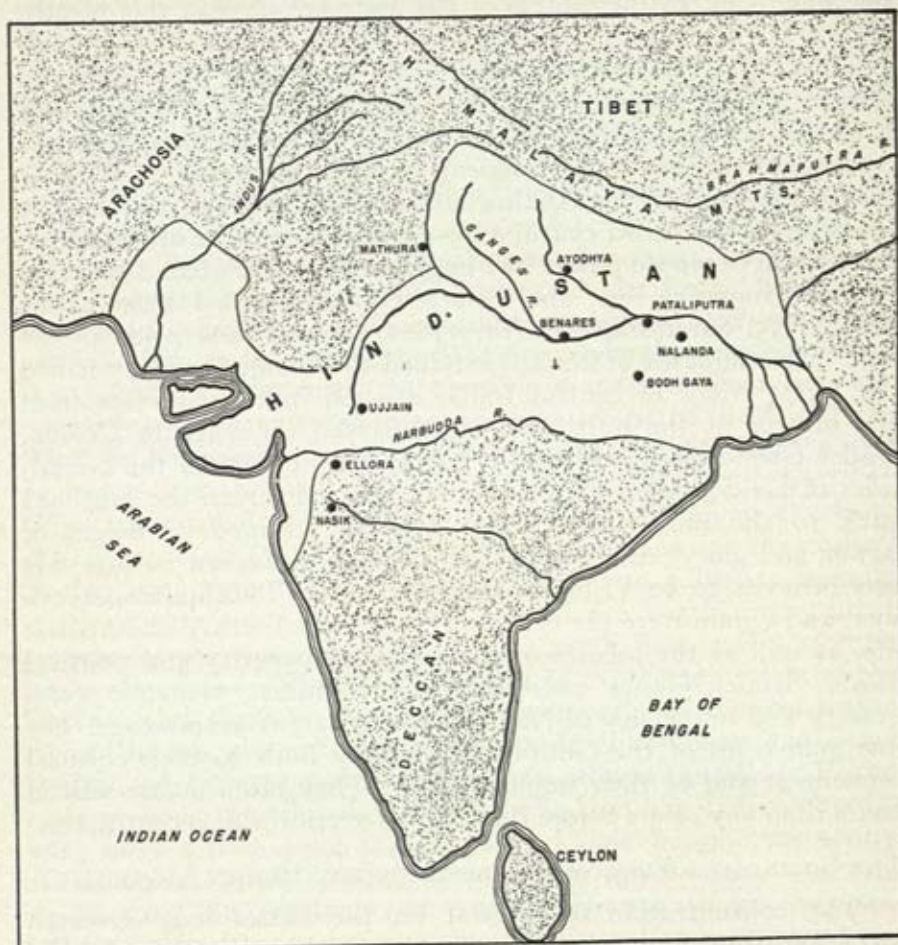 TIBET
HIMALAYA MTS.
BRAHMAPUTRA R.
ARACHOSIA
INDUS R.
MATHURA
GANGES
AYODHYA
HINDUSTAN
PATALIPUTRA
BENARES
NALANDA
BODH GAYA
UJJAIN
NARBUDDA R.
ELLORA
NASIK
ARABIAN
SEA
DECCAN
BAY OF
BENGAL
INDIAN OCEAN
CEYLON